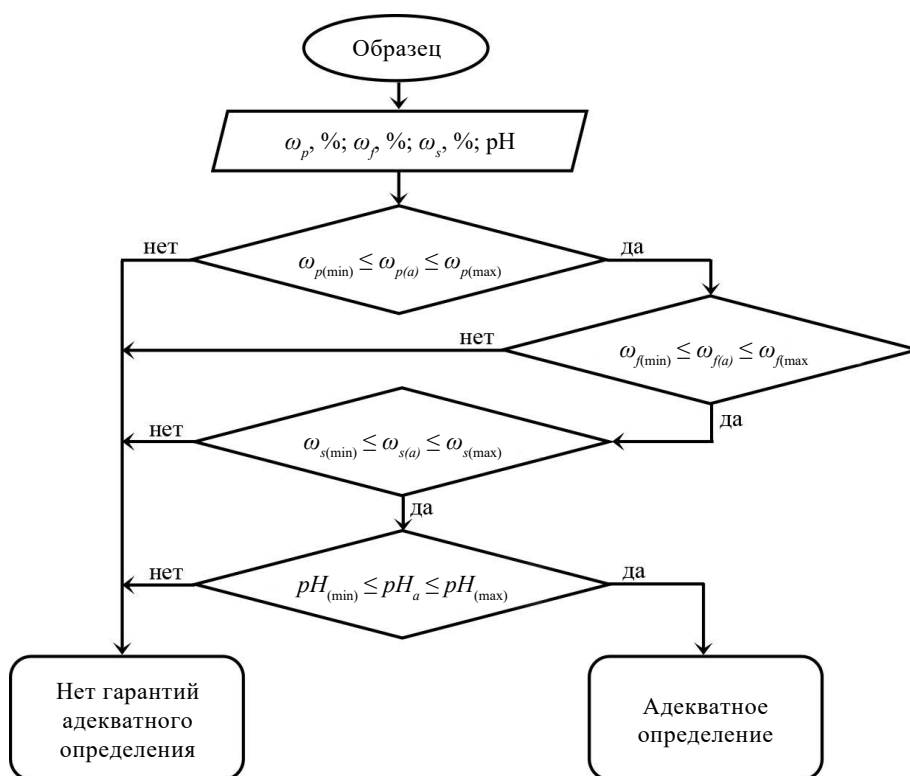 Образец
ω_p, %; ω_f, %; ω_s, %; pH
нет
да
ω_p(min) ≤ ω_p(a) ≤ ω_p(max)
нет
ω_f(min) ≤ ω_f(a) ≤ ω_f(max
да
нет
ω_s(min) ≤ ω_s(a) ≤ ω_s(max)
да
нет
да
pH_(min) ≤ pH_a ≤ pH_(max)
Нет гарантий
адекватного
определения
Адекватное
определение